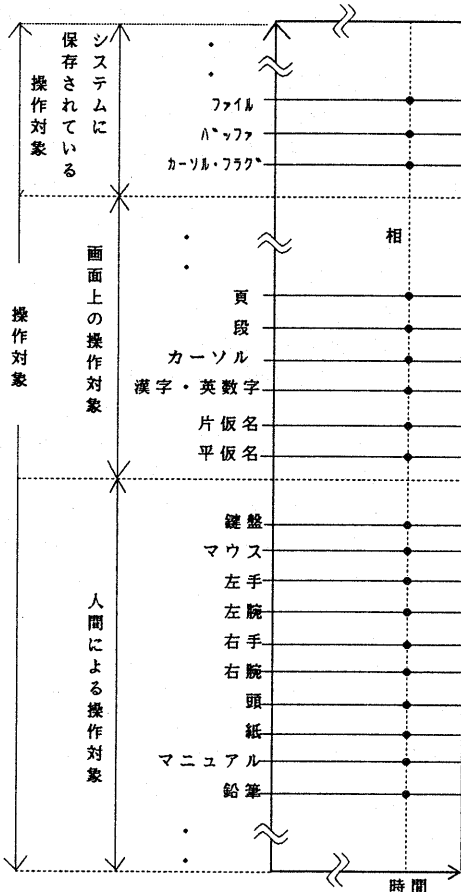 操作対象
システムに
保存されている
操作対象
画面上の操作対象
人間による操作対象
ファイル
バッファ
カーソル・フラグ
相
頁
段
カーソル
漢字・英数字
片仮名
平仮名
鍵盤
マウス
左手
左腕
右手
右腕
頭
紙
マニュアル
鉛筆
時間